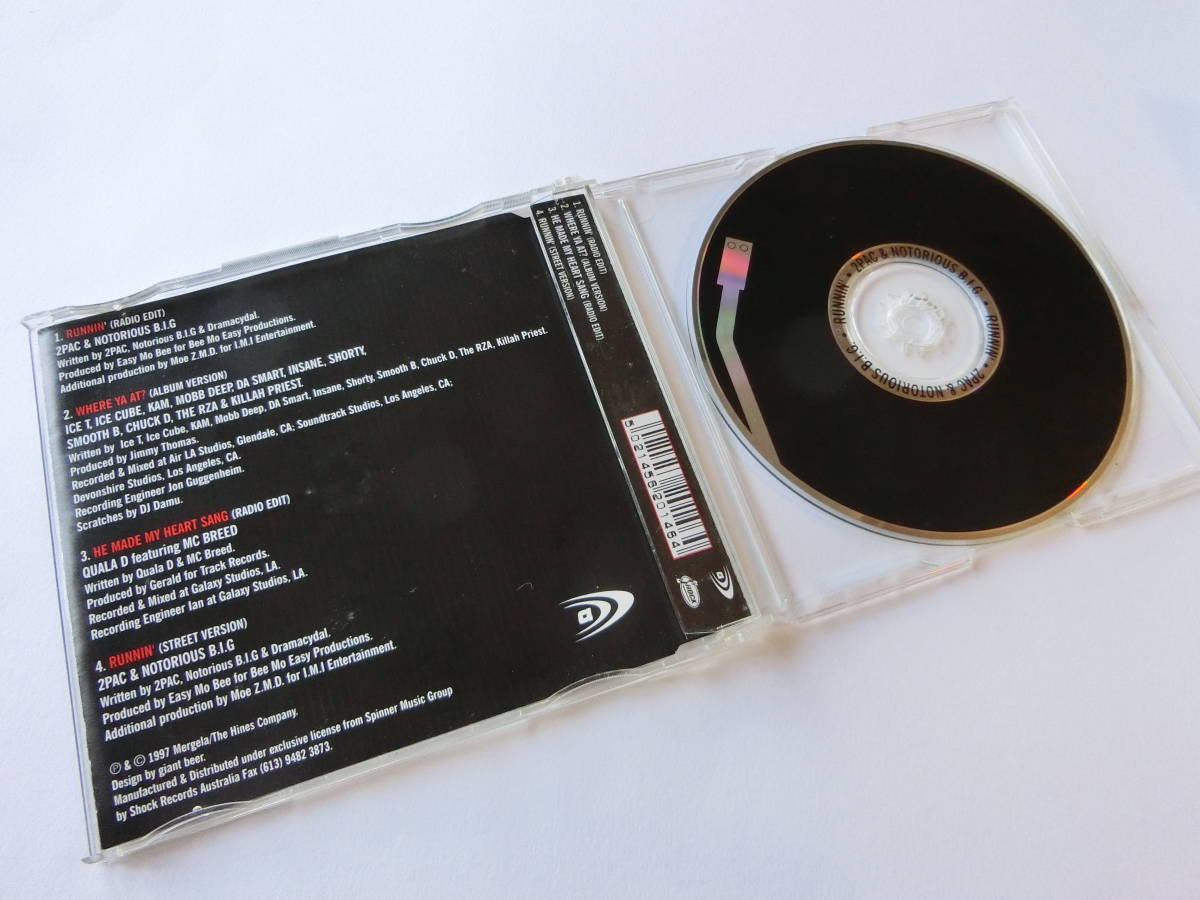 1. RUNNIN' (RADIO EDIT)
2PAC & NOTORIOUS B.I.G
Written by 2PAC, Notorious B.I.G & Dramacydal.
Produced by Easy Mo Bee for Bee Mo Easy Productions.
Additional production by Moe Z.M.D. for I.M.I Entertainment.
2. WHERE YA AT? (ALBUM VERSION)
ICE T, ICE CUBE, KAM, MOBB DEEP, DA SMART, INSANE, SHORTY,
SMOOTH B, CHUCK D, THE RZA & KILLAH PRIEST.
Written by Ice T, Ice Cube, KAM, Mobb Deep, DA Smart, Insane, Shorty, Smooth B, Chuck D, The RZA, Killah Priest.
Produced by Jimmy Thomas.
Recorded & Mixed at Air LA Studios, Glendale, CA; Soundtrack Studios, Los Angeles, CA;
Devonshire Studios, Los Angeles, CA.
Recording Engineer Jon Guggenheim.
Scratches by DJ Damu.
3. HE MADE MY HEART SANG (RADIO EDIT)
QUALA D featuring MC BREED
Written by Quala D & MC Breed.
Produced by Gerald for Track Records.
Recorded & Mixed at Galaxy Studios, LA.
Recording Engineer Ian at Galaxy Studios, LA.
4. RUNNIN' (STREET VERSION)
2PAC & NOTORIOUS B.I.G
Written by 2PAC, Notorious B.I.G & Dramacydal.
Produced by Easy Mo Bee for Bee Mo Easy Productions.
Additional production by Moe Z.M.D. for I.M.I Entertainment.
℗ & © 1997 Mergela/The Hines Company.
Design by giant beer.
Manufactured & Distributed under exclusive license from Spinner Music Group
by Shock Records Australia Fax (613) 9482 3873.
1. RUNNIN' (RADIO EDIT)
2. WHERE YA AT? (ALBUM VERSION)
3. HE MADE MY HEART SANG (RADIO EDIT)
4. RUNNIN' (STREET VERSION)
5 021456 201464
RUNNIN' • 2PAC & NOTORIOUS B.I.G. •
RUNNIN' • 2PAC & NOTORIOUS B.I.G. •